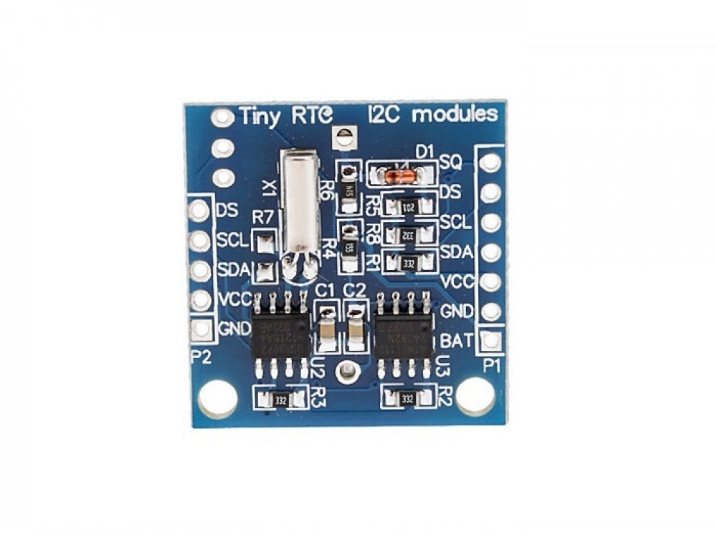 Tiny RTC I2C modules
D1
SQ
DS
SCL
SDA
VCC
GND
BAT
P1
DS
SCL
SDA
VCC
GND
P2
X1
R7
R6
R4
R5
R8
R1
C1 C2
U2
U3
R3
R2
332
332
332
332